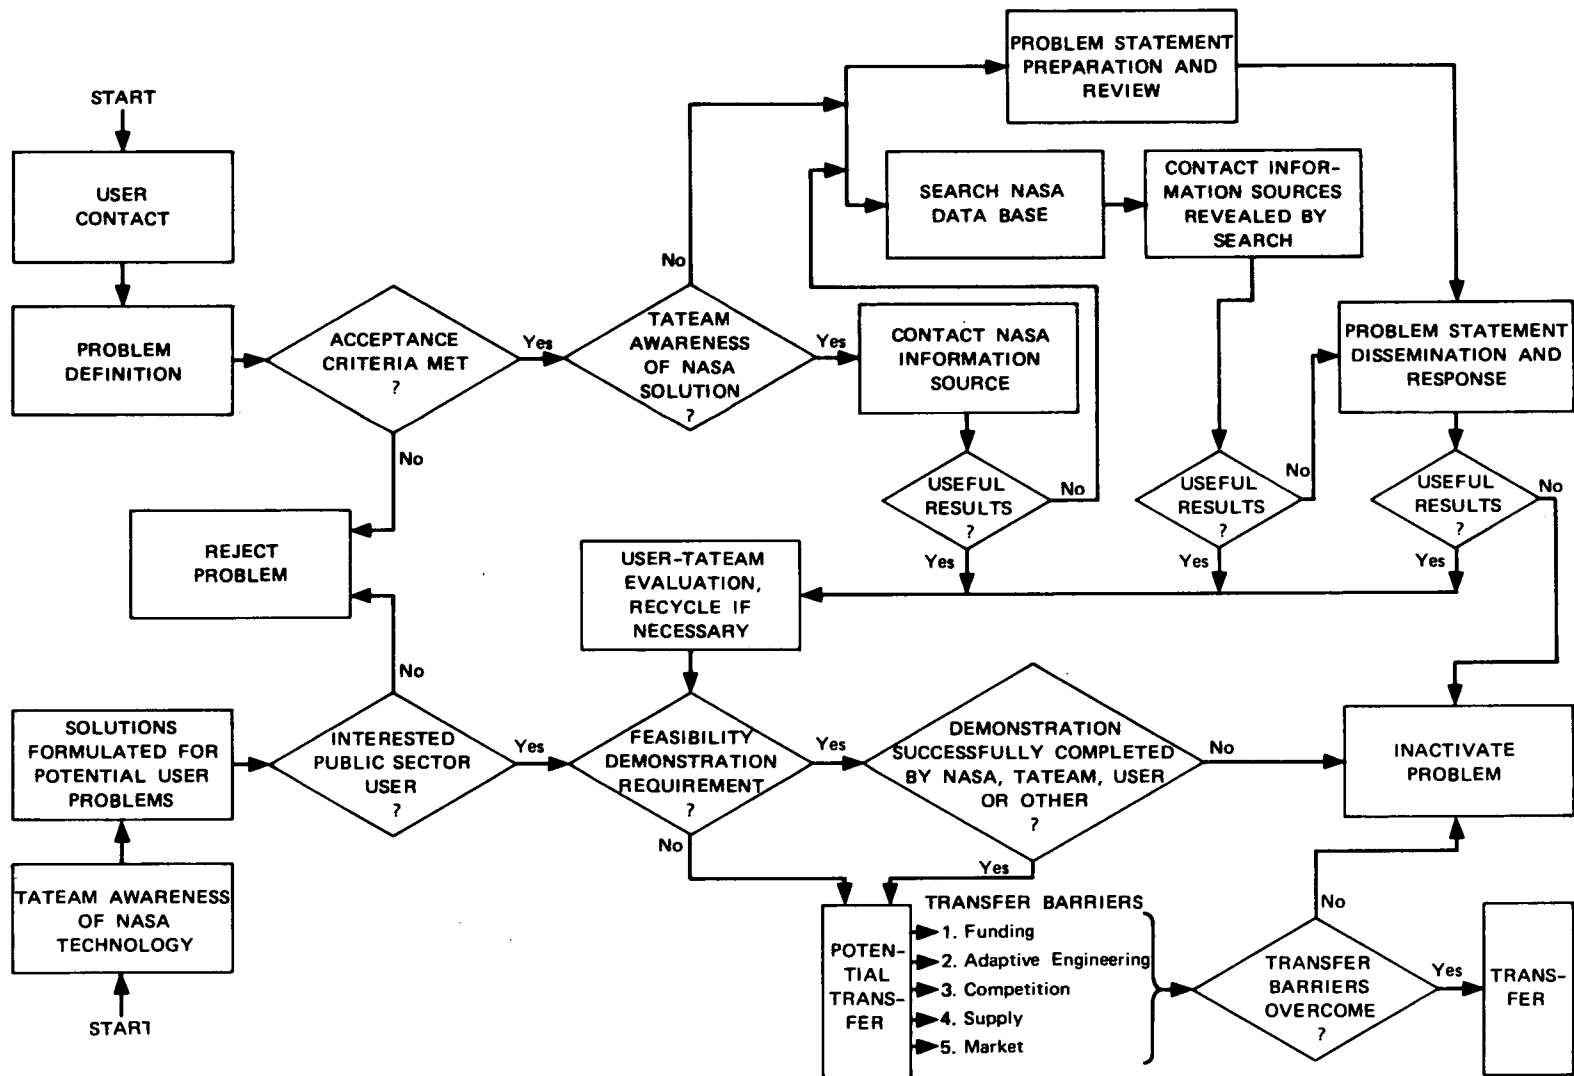 START
USER
CONTACT
PROBLEM
DEFINITION
ACCEPTANCE
CRITERIA MET
?
Yes
No
TATEAM
AWARENESS
OF NASA
SOLUTION
?
No
Yes
PROBLEM STATEMENT
PREPARATION AND
REVIEW
SEARCH NASA
DATA BASE
CONTACT INFOR-
MATION SOURCES
REVEALED BY
SEARCH
CONTACT NASA
INFORMATION
SOURCE
PROBLEM STATEMENT
DISSEMINATION AND
RESPONSE
USEFUL
RESULTS
?
No
Yes
USEFUL
RESULTS
?
No
Yes
USEFUL
RESULTS
?
No
Yes
REJECT
PROBLEM
USER-TATEAM
EVALUATION,
RECYCLE IF
NECESSARY
No
SOLUTIONS
FORMULATED FOR
POTENTIAL USER
PROBLEMS
INTERESTED
PUBLIC SECTOR
USER
?
Yes
FEASIBILITY
DEMONSTRATION
REQUIREMENT
?
Yes
No
DEMONSTRATION
SUCCESSFULLY COMPLETED
BY NASA, TATEAM, USER
OR OTHER
?
No
Yes
INACTIVATE
PROBLEM
TATEAM AWARENESS
OF NASA
TECHNOLOGY
START
POTEN-
TIAL
TRANS-
FER
TRANSFER BARRIERS
1. Funding
2. Adaptive Engineering
3. Competition
4. Supply
5. Market
TRANSFER
BARRIERS
OVERCOME
?
No
Yes
TRANS-
FER